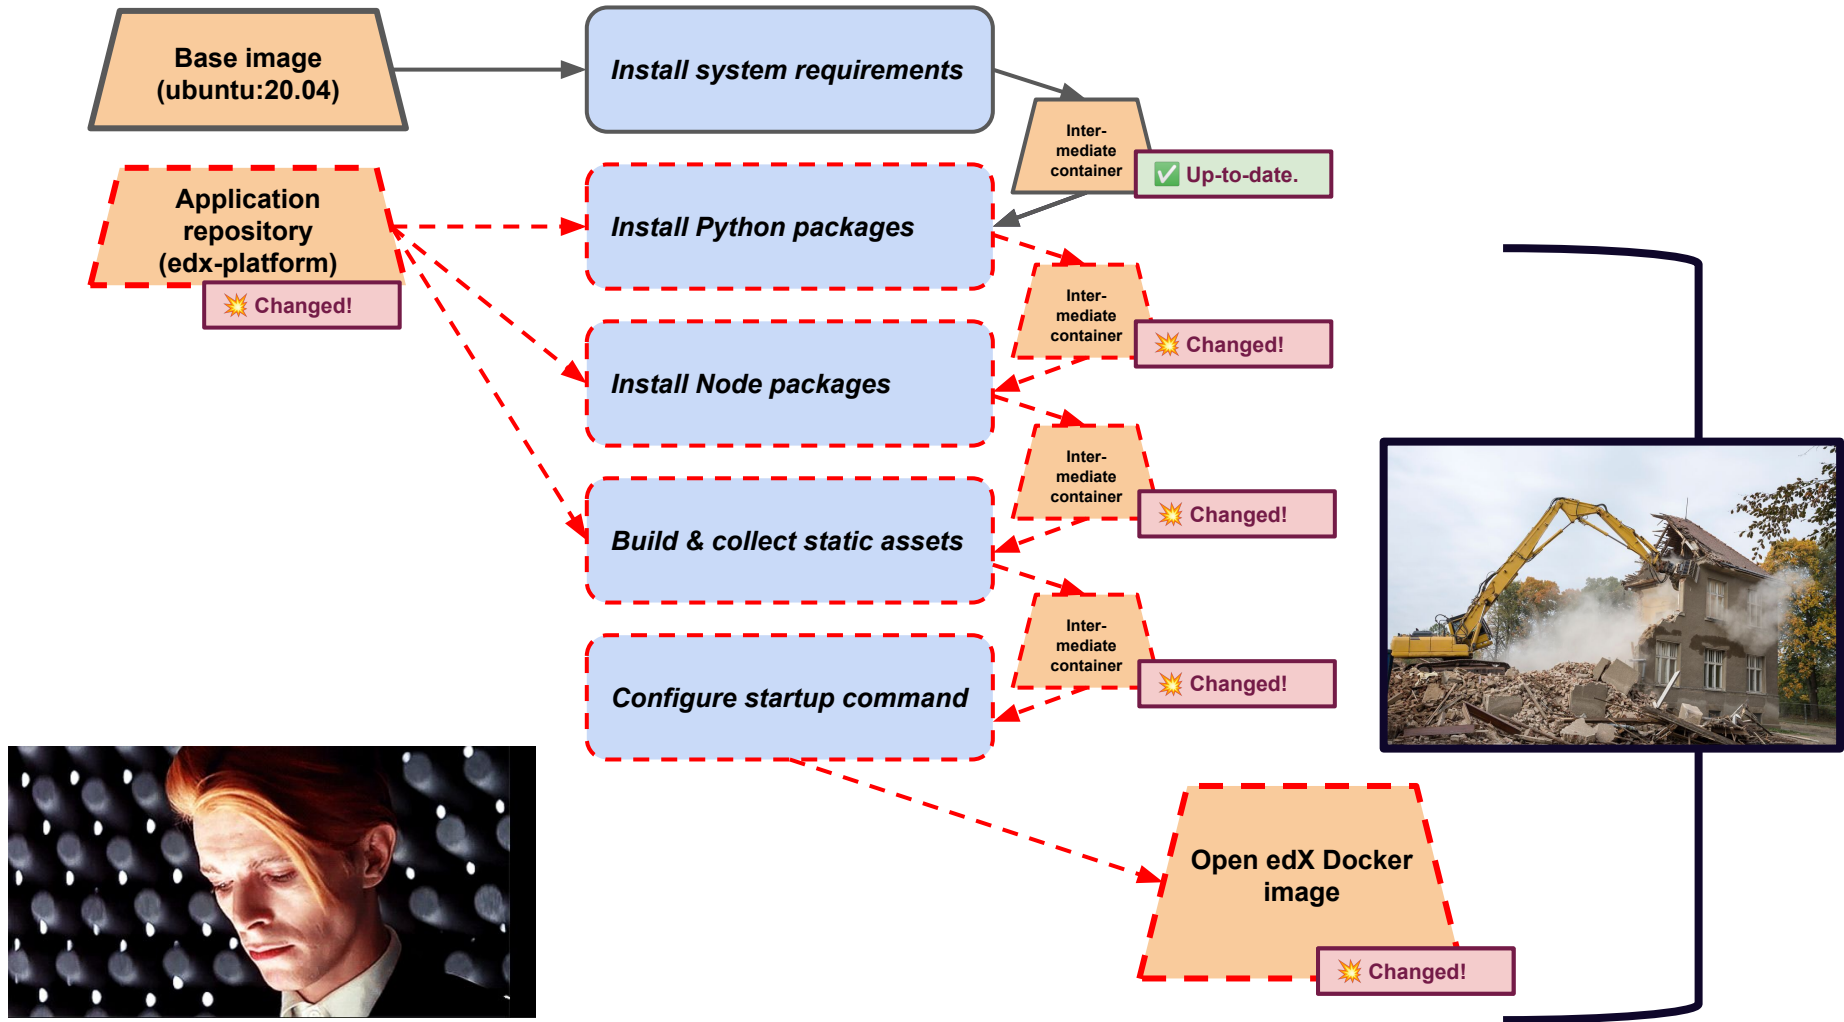 Base image
(ubuntu:20.04)
Install system requirements
Inter-
mediate
container
✅ Up-to-date.
Application
repository
(edx-platform)
💥 Changed!
Install Python packages
Inter-
mediate
container
💥 Changed!
Install Node packages
Inter-
mediate
container
💥 Changed!
Build & collect static assets
Inter-
mediate
container
💥 Changed!
Configure startup command
Open edX Docker
image
💥 Changed!